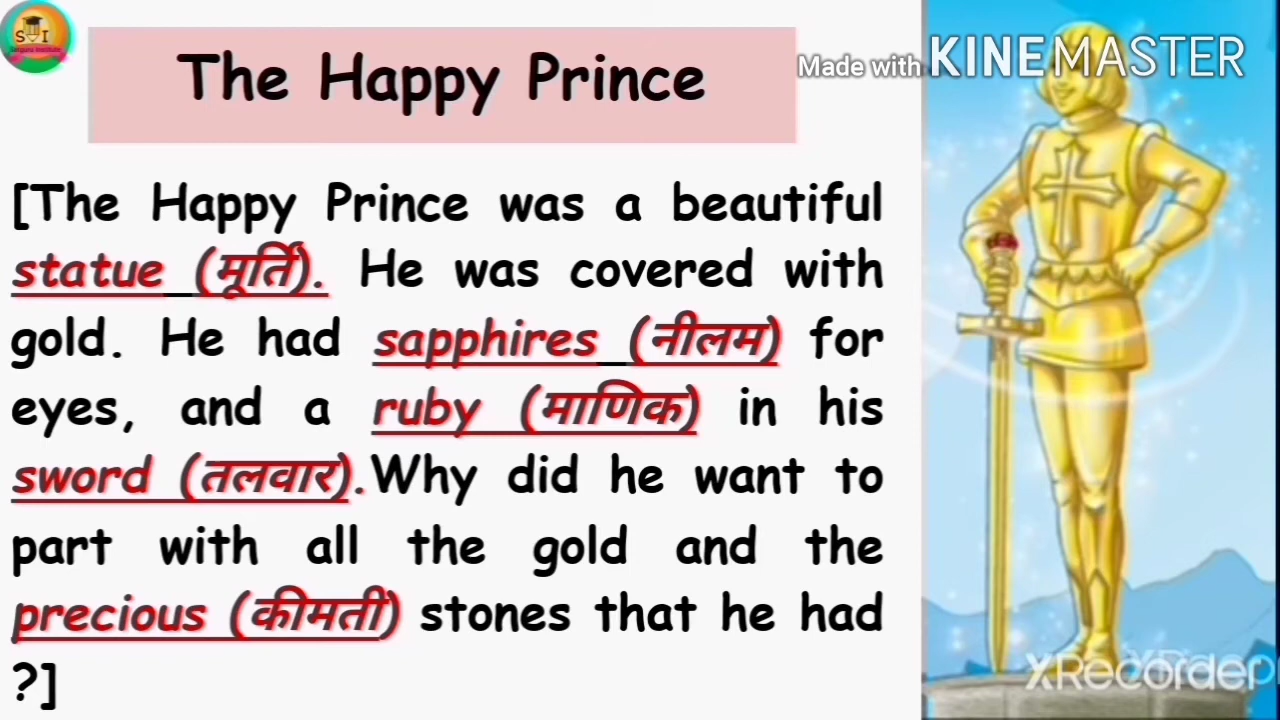 S I
The Happy Prince
Made with KINEMASTER
[The Happy Prince was a beautiful
statue (मूर्ति). He was covered with
gold. He had sapphires (नीलम) for
eyes, and a ruby (माणिक) in his
sword (तलवार).Why did he want to
part with all the gold and the
precious (कीमती) stones that he had
?]
XRecorder